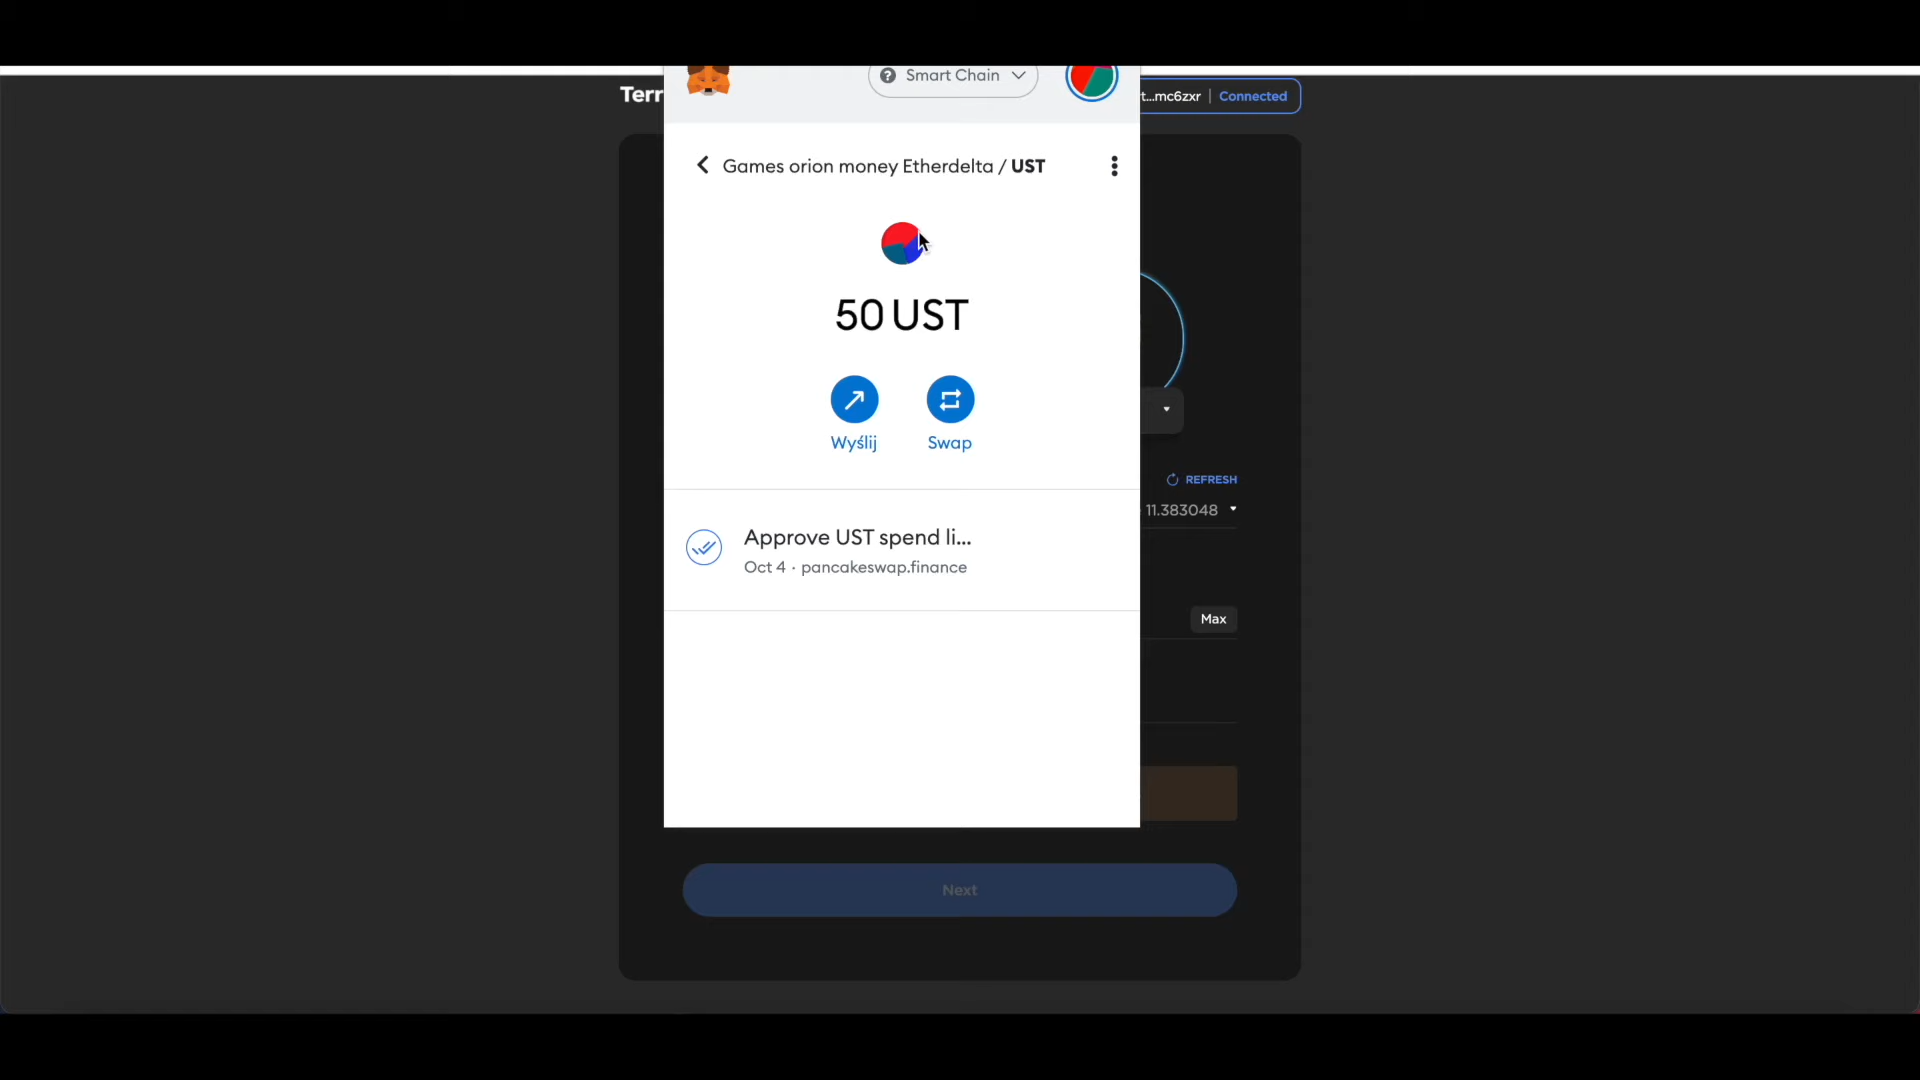 Terr
Smart Chain
t...mc6zxr | Connected
Games orion money Etherdelta / UST
50 UST
Wyślij
Swap
REFRESH
11.383048
Approve UST spend li...
Oct 4 · pancakeswap.finance
Max
Next